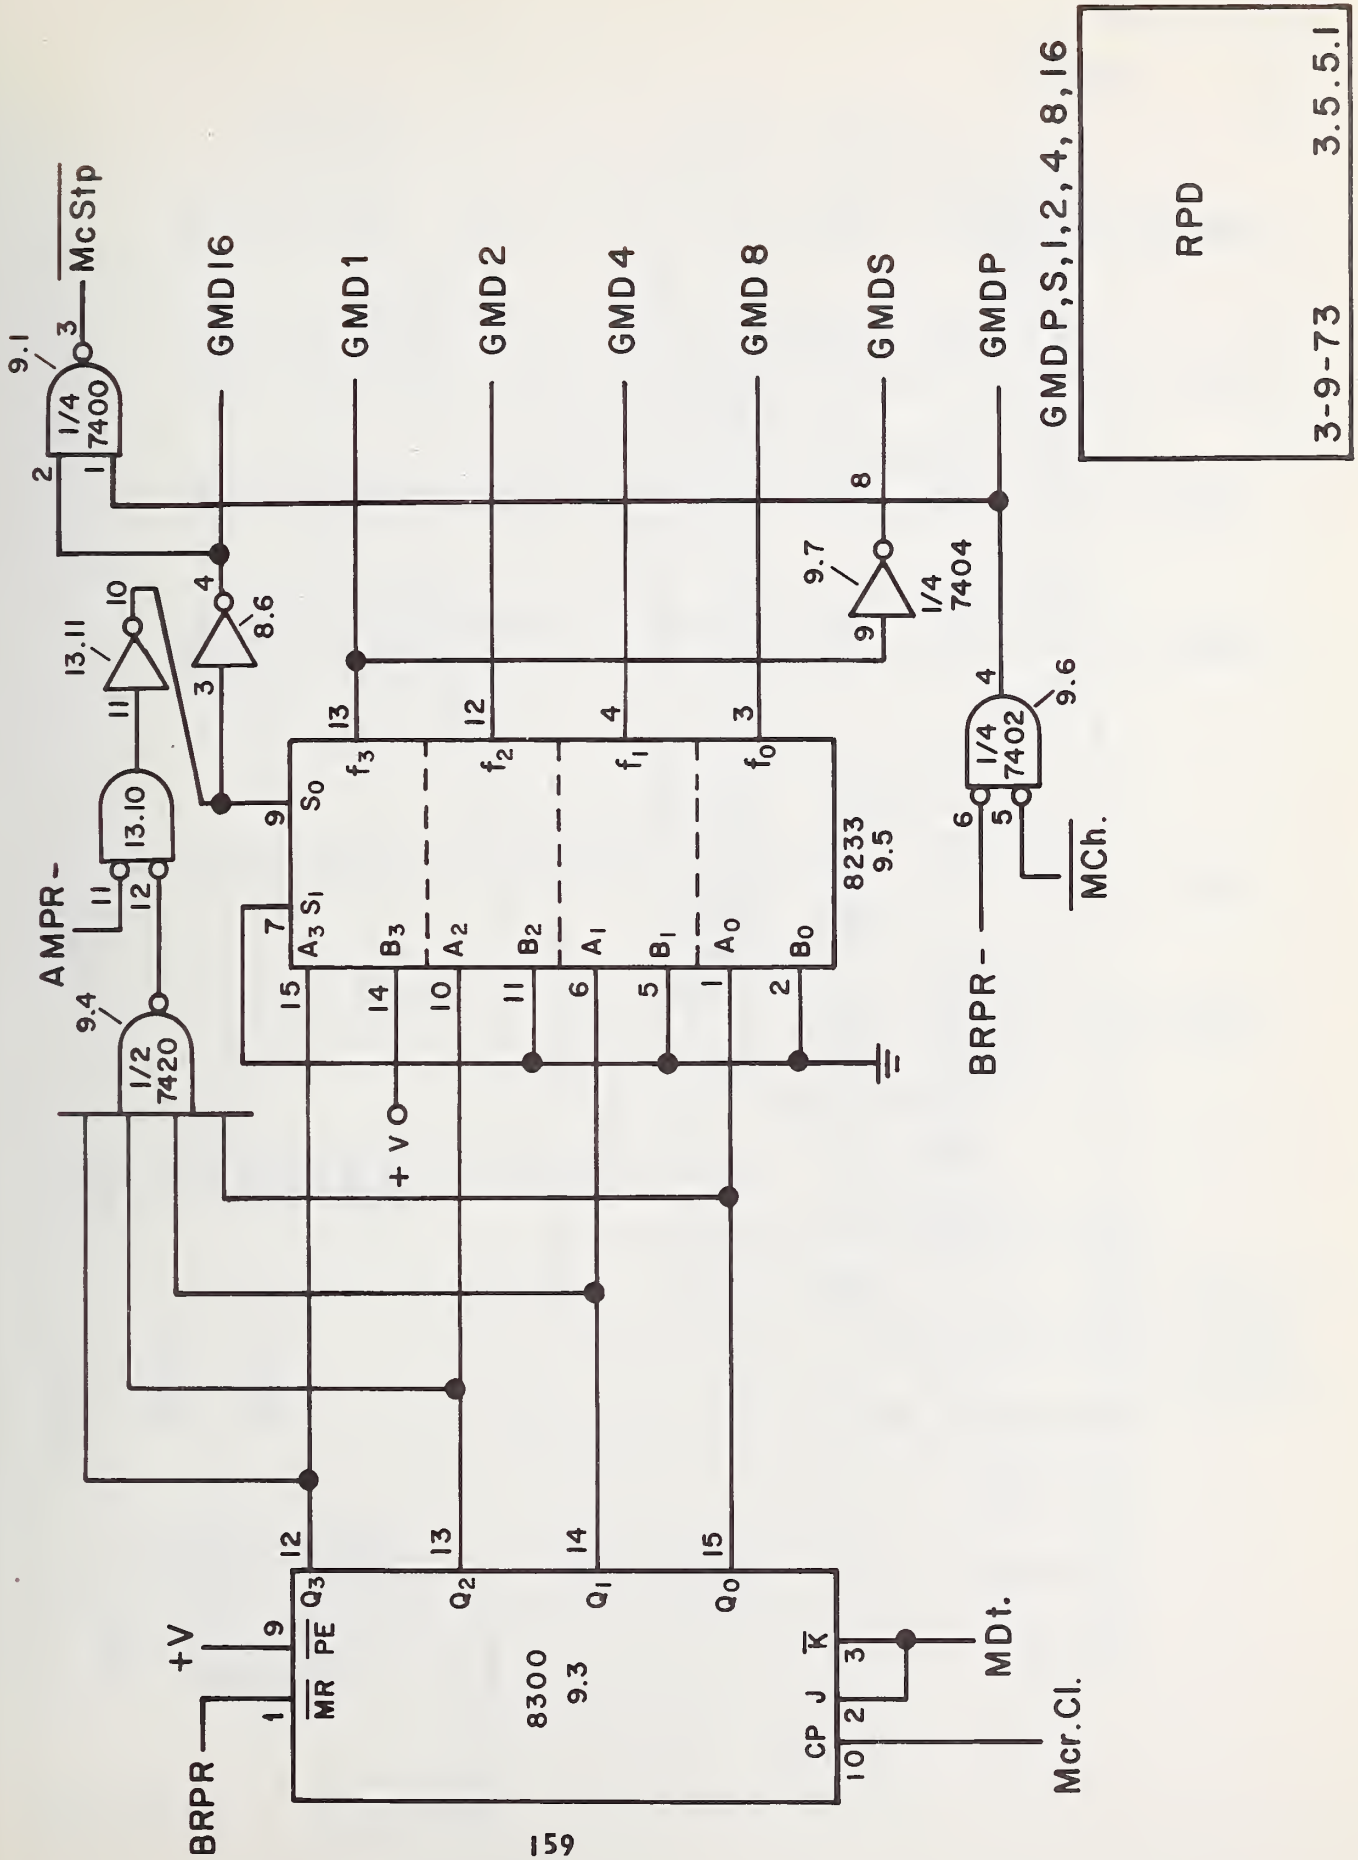 McStp
9.1
3
1/4
7400
2
1
GMD16
GMD1
GMD2
GMD4
GMD8
GMDS
GMDP
10
13.11
11
4
8.6
3
13.10
AMPR-
11
12
9.4
1/2
7420
9
S0
7
S1
15
A3
14
B3
10
A2
11
B2
6
A1
5
B1
1
A0
2
B0
13
f3
12
f2
4
f1
3
f0
8233
9.5
+V
9.7
8
9
1/4
7404
4
9.6
1/4
7402
6
5
BRPR-
MCh.
BRPR
+V
1
MR
9
PE
12
Q3
13
Q2
14
Q1
15
Q0
8300
9.3
CP
10
J
2
K
3
MDt.
Mcr.Cl.
GMD P,S,1,2,4,8,16
RPD
3-9-73
3.5.5.1
159